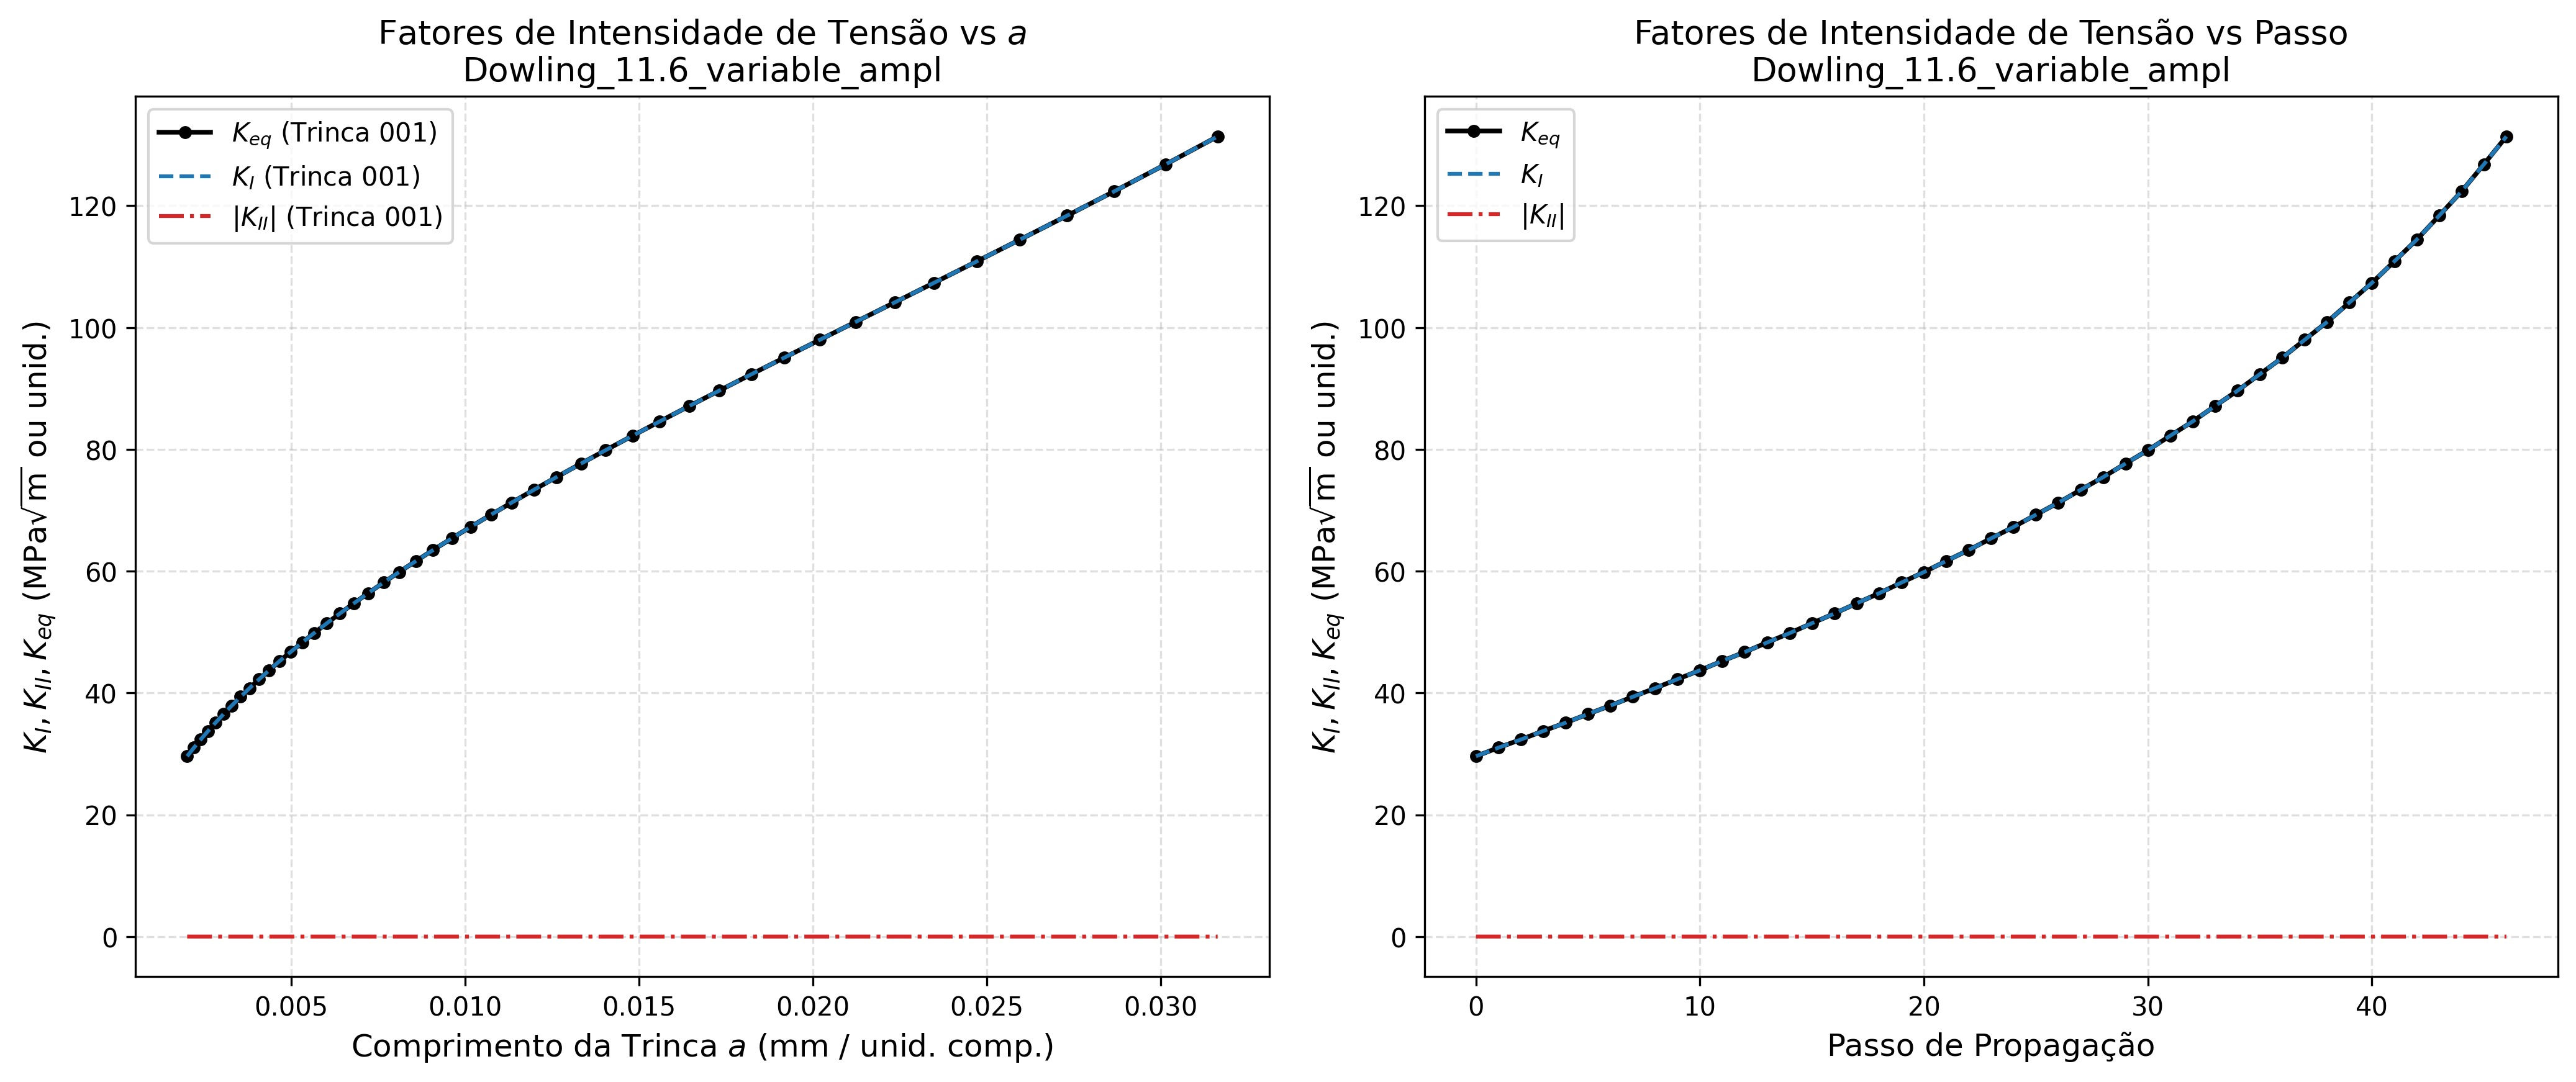 Fatores de Intensidade de Tensão vs a
Dowling_11.6_variable_ampl
K_eq (Trinca 001)
K_I (Trinca 001)
|K_II| (Trinca 001)
120
100
80
60
40
20
0
K_I, K_II, K_eq (MPa√m ou unid.)
0.005 0.010 0.015 0.020 0.025 0.030
Comprimento da Trinca a (mm / unid. comp.)
Fatores de Intensidade de Tensão vs Passo
Dowling_11.6_variable_ampl
K_eq
K_I
|K_II|
120
100
80
60
40
20
0
K_I, K_II, K_eq (MPa√m ou unid.)
0 10 20 30 40
Passo de Propagação